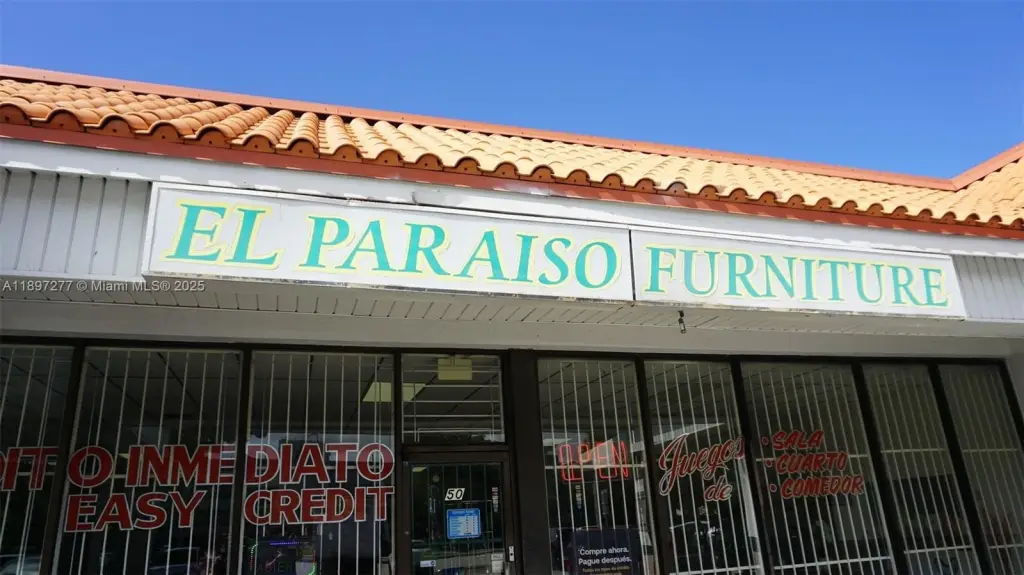 EL PARAISO FURNITURE
A11897277 © Miami MLS® 2025
DIT O INMEDIATO
EASY CREDIT
50
OPEN
Juegos
de
• SALA
• CUARTO
• COMEDOR
Compre ahora.
Pague después.